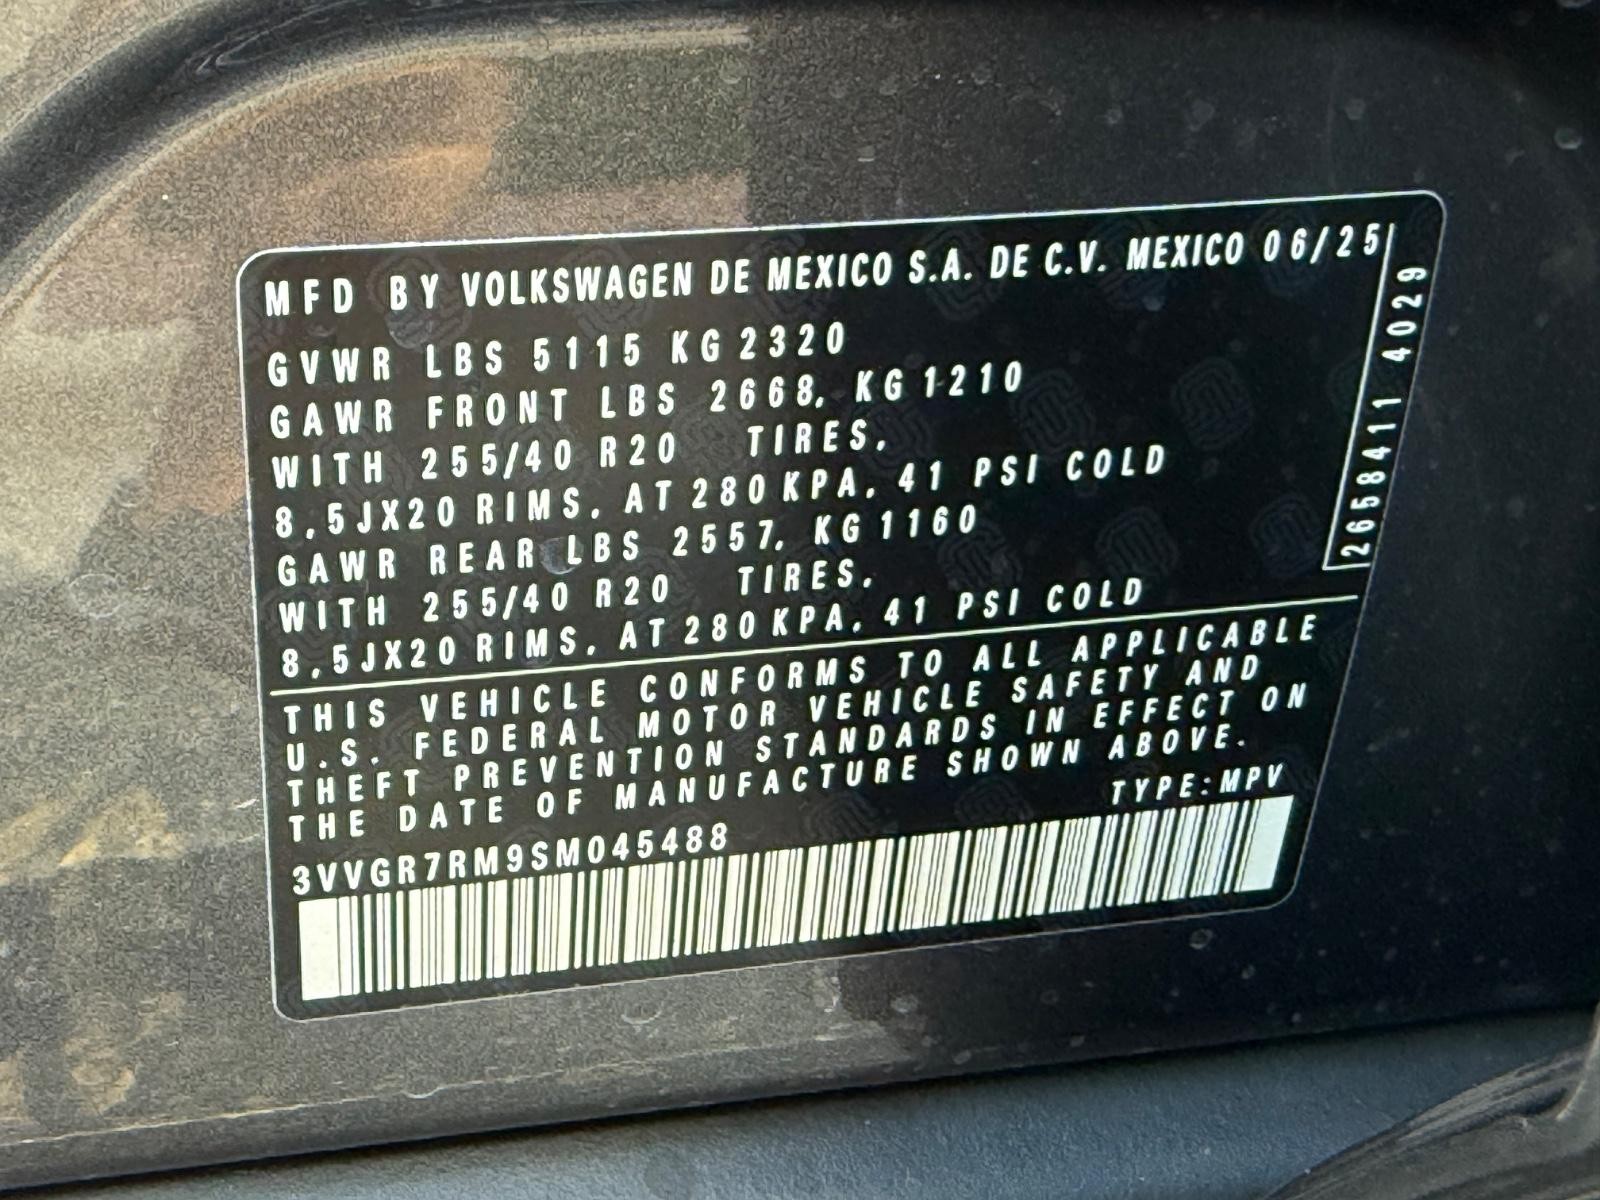 MFD BY VOLKSWAGEN DE MEXICO S.A. DE C.V. MEXICO 06/25
GVWR LBS 5115 KG 2320
GAWR FRONT LBS 2668, KG 1210
WITH 255/40 R20 TIRES,
8,5JX20 RIMS, AT 280 KPA, 41 PSI COLD
GAWR REAR LBS 2557, KG 1160
WITH 255/40 R20 TIRES,
8,5JX20 RIMS, AT 280 KPA, 41 PSI COLD
2658411 4029
THIS VEHICLE CONFORMS TO ALL APPLICABLE
U.S. FEDERAL MOTOR VEHICLE SAFETY AND
THEFT PREVENTION STANDARDS IN EFFECT ON
THE DATE OF MANUFACTURE SHOWN ABOVE.
TYPE:MPV
3VVGR7RM9SM045488